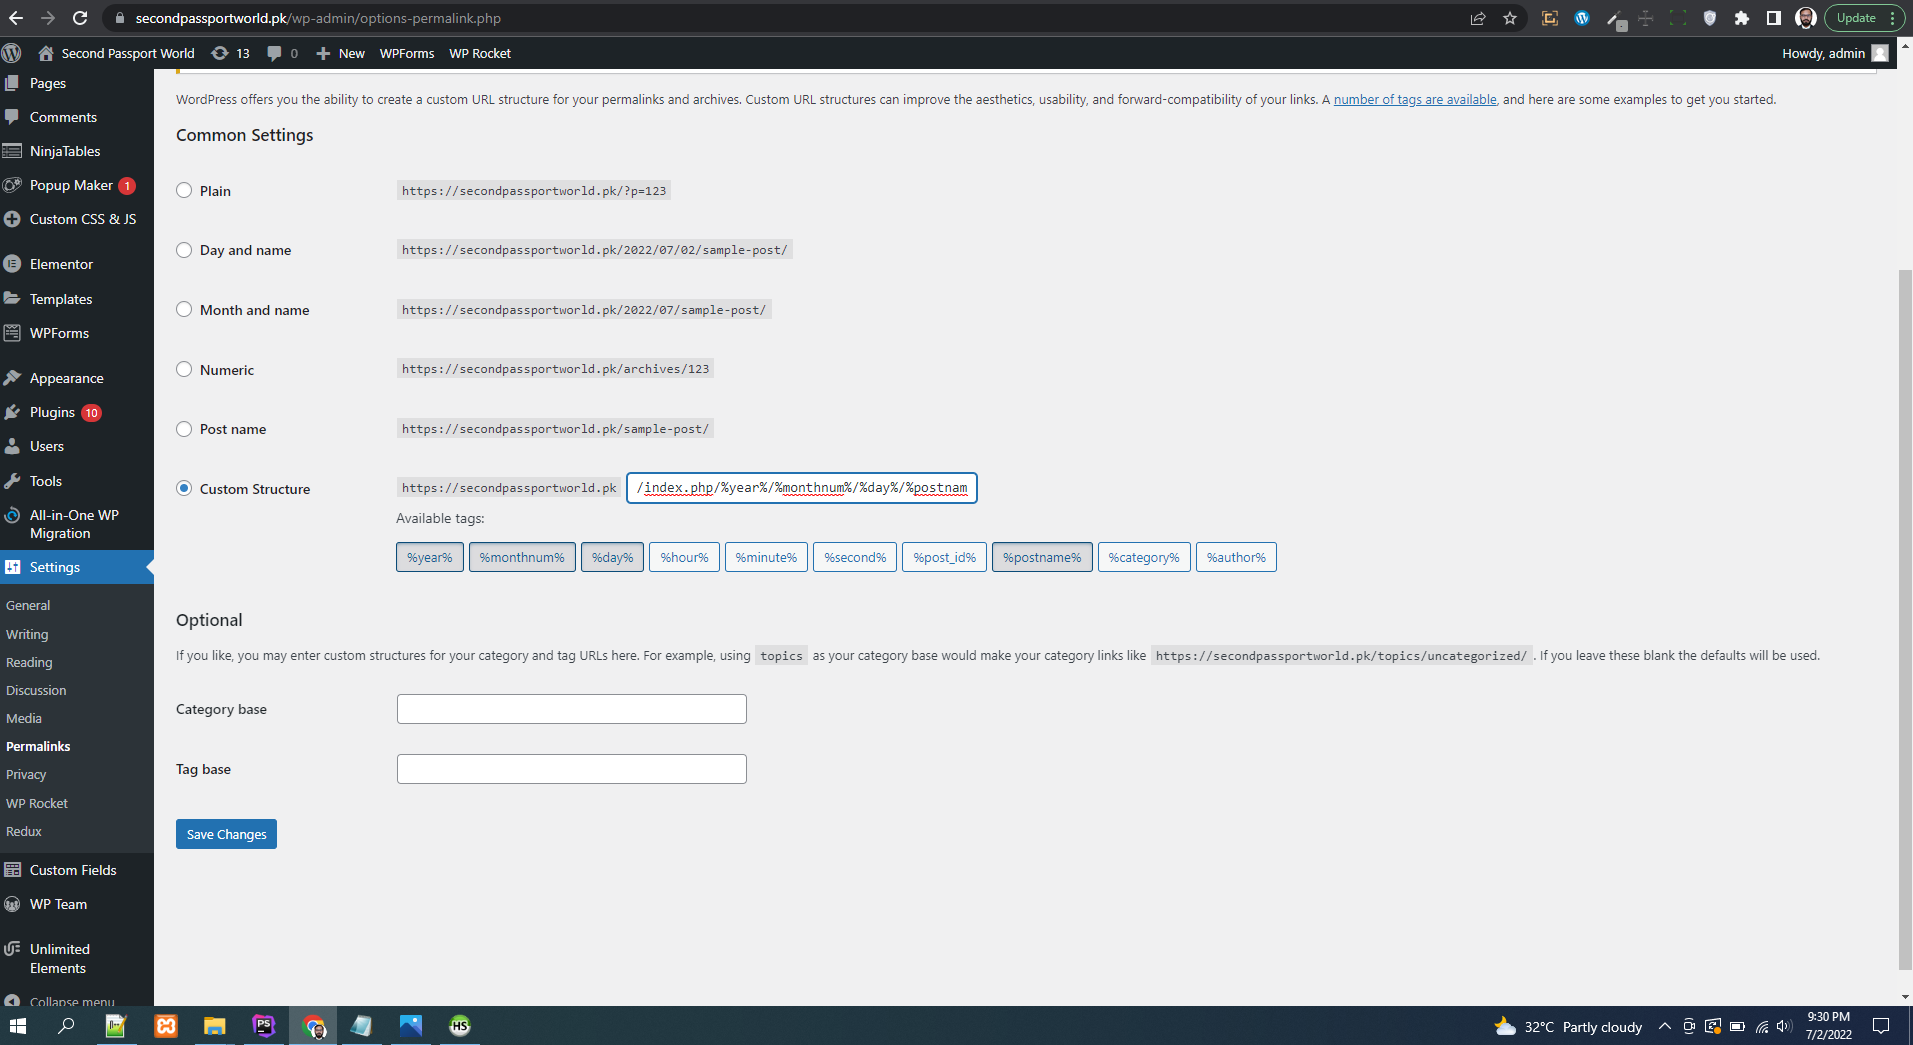 secondpassportworld.pk/wp-admin/options-permalink.php
Update
Second Passport World
13
0
New
WPForms
WP Rocket
Howdy, admin
Pages
Comments
NinjaTables
Popup Maker 1
Custom CSS & JS
Elementor
Templates
WPForms
Appearance
Plugins 10
Users
Tools
All-in-One WP
Migration
Settings
General
Writing
Reading
Discussion
Media
Permalinks
Privacy
WP Rocket
Redux
Custom Fields
WP Team
Unlimited
Elements
Collapse menu
WordPress offers you the ability to create a custom URL structure for your permalinks and archives. Custom URL structures can improve the aesthetics, usability, and forward-compatibility of your links. A number of tags are available, and here are some examples to get you started.
Common Settings
Plain https://secondpassportworld.pk/?p=123
Day and name https://secondpassportworld.pk/2022/07/02/sample-post/
Month and name https://secondpassportworld.pk/2022/07/sample-post/
Numeric https://secondpassportworld.pk/archives/123
Post name https://secondpassportworld.pk/sample-post/
Custom Structure https://secondpassportworld.pk /index.php/%year%/%monthnum%/%day%/%postnam
Available tags:
%year% %monthnum% %day% %hour% %minute% %second% %post_id% %postname% %category% %author%
Optional
If you like, you may enter custom structures for your category and tag URLs here. For example, using topics as your category base would make your category links like https://secondpassportworld.pk/topics/uncategorized/ . If you leave these blank the defaults will be used.
Category base
Tag base
Save Changes
PS
HS
32°C Partly cloudy
9:30 PM
7/2/2022